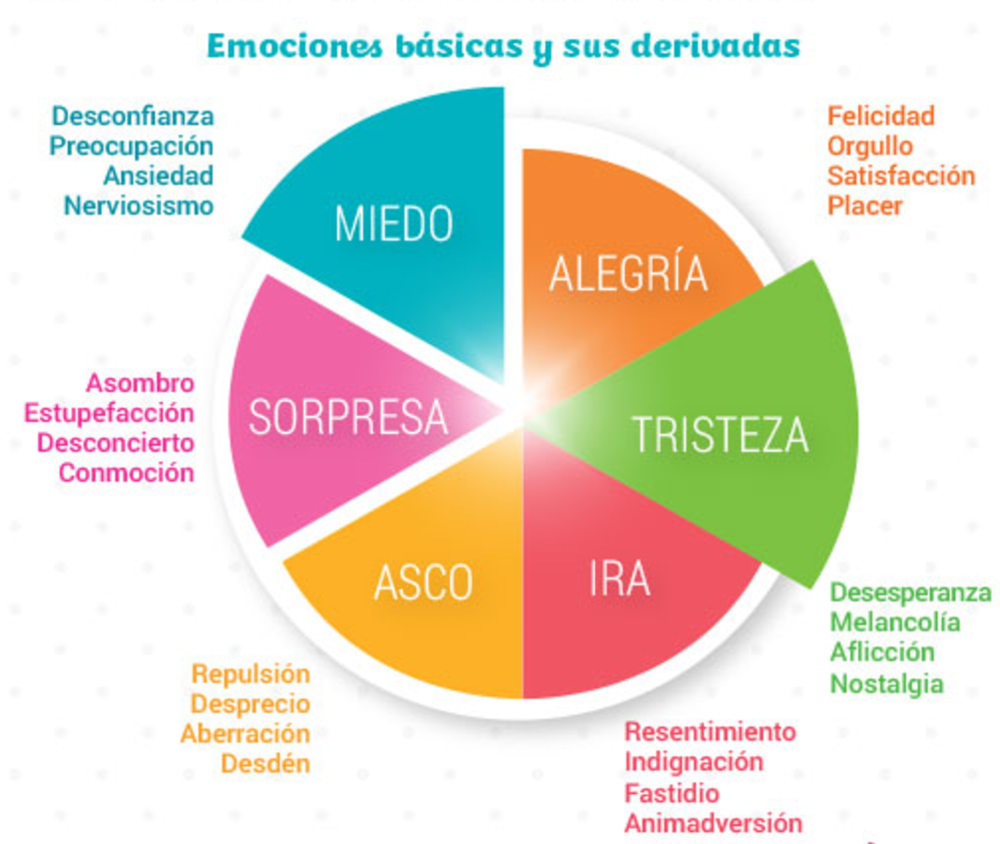 Emociones básicas y sus derivadas
Desconfianza
Preocupación
Ansiedad
Nerviosismo
MIEDO
Felicidad
Orgullo
Satisfacción
Placer
ALEGRÍA
Asombro
Estupefacción
Desconcierto
Conmoción
SORPRESA
TRISTEZA
Desesperanza
Melancolía
Aflicción
Nostalgia
ASCO
IRA
Repulsión
Desprecio
Aberración
Desdén
Resentimiento
Indignación
Fastidio
Animadversión